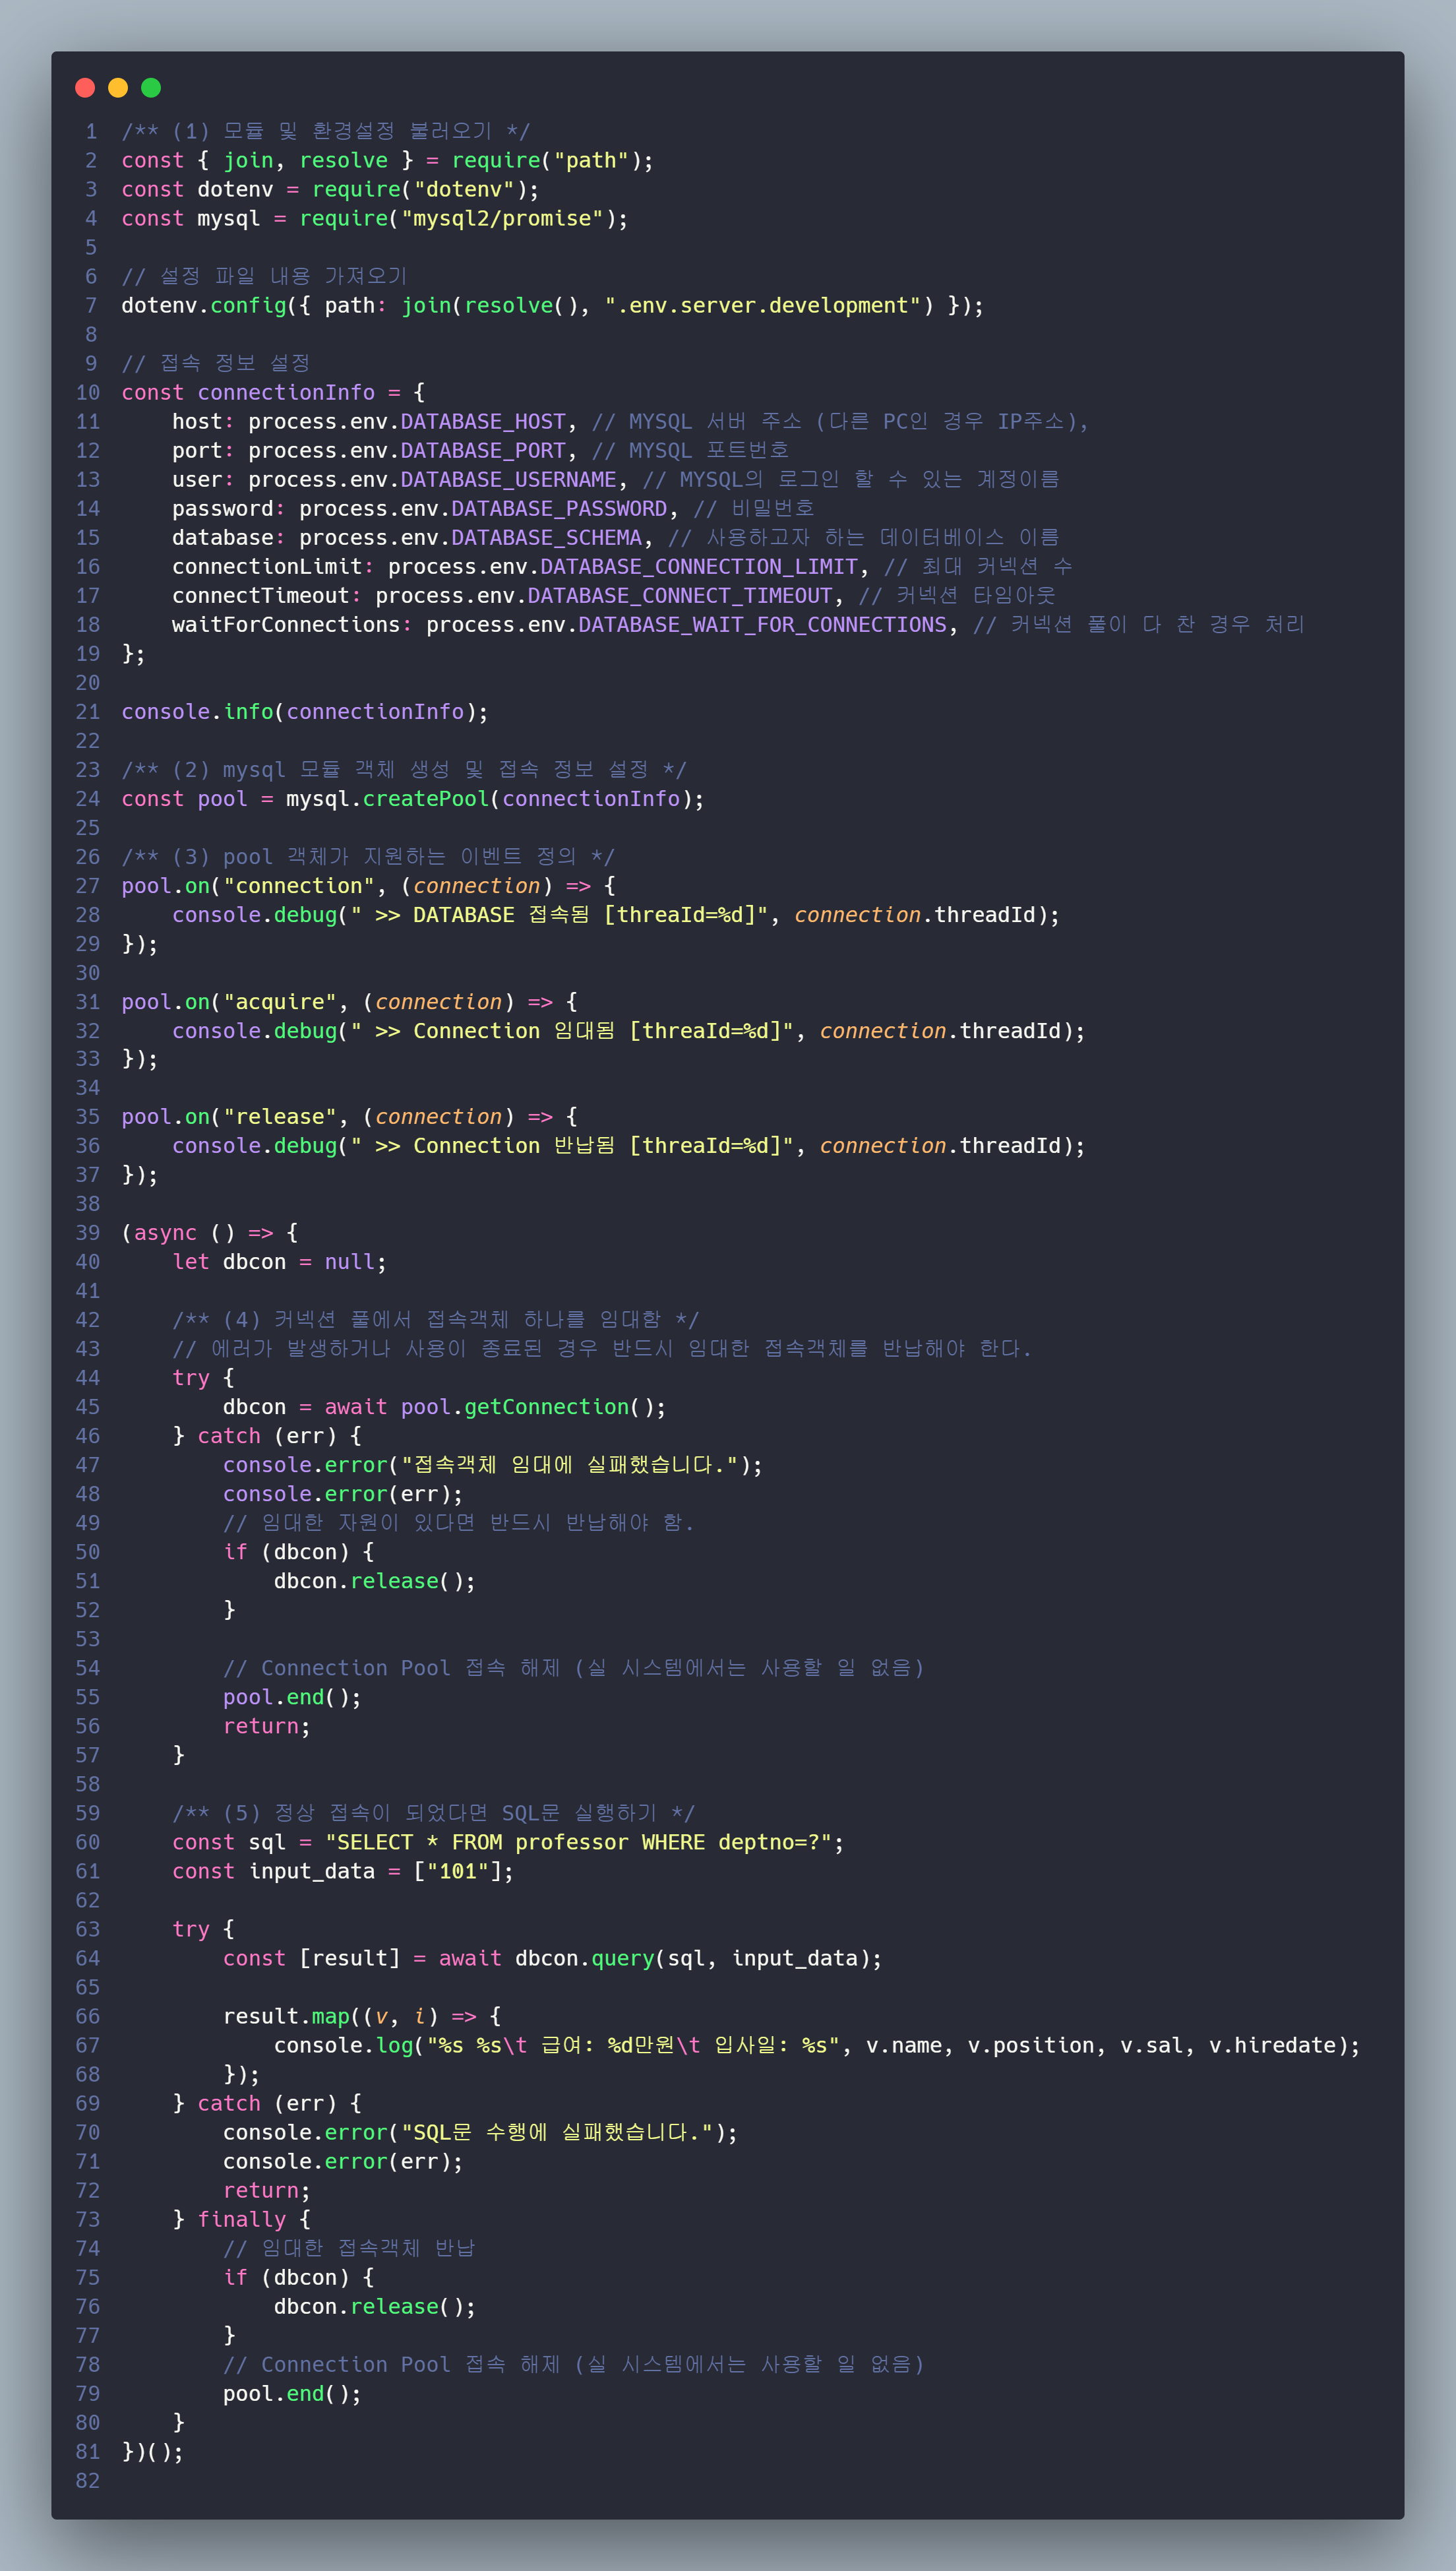 1 /** (1) 모듈 및 환경설정 불러오기 */
2 const { join, resolve } = require("path");
3 const dotenv = require("dotenv");
4 const mysql = require("mysql2/promise");
5
6 // 설정 파일 내용 가져오기
7 dotenv.config({ path: join(resolve(), ".env.server.development") });
8
9 // 접속 정보 설정
10 const connectionInfo = {
11     host: process.env.DATABASE_HOST, // MYSQL 서버 주소 (다른 PC인 경우 IP주소),
12     port: process.env.DATABASE_PORT, // MYSQL 포트번호
13     user: process.env.DATABASE_USERNAME, // MYSQL의 로그인 할 수 있는 계정이름
14     password: process.env.DATABASE_PASSWORD, // 비밀번호
15     database: process.env.DATABASE_SCHEMA, // 사용하고자 하는 데이터베이스 이름
16     connectionLimit: process.env.DATABASE_CONNECTION_LIMIT, // 최대 커넥션 수
17     connectTimeout: process.env.DATABASE_CONNECT_TIMEOUT, // 커넥션 타임아웃
18     waitForConnections: process.env.DATABASE_WAIT_FOR_CONNECTIONS, // 커넥션 풀이 다 찬 경우 처리
19 };
20
21 console.info(connectionInfo);
22
23 /** (2) mysql 모듈 객체 생성 및 접속 정보 설정 */
24 const pool = mysql.createPool(connectionInfo);
25
26 /** (3) pool 객체가 지원하는 이벤트 정의 */
27 pool.on("connection", (connection) => {
28     console.debug(" >> DATABASE 접속됨 [threaId=%d]", connection.threadId);
29 });
30
31 pool.on("acquire", (connection) => {
32     console.debug(" >> Connection 임대됨 [threaId=%d]", connection.threadId);
33 });
34
35 pool.on("release", (connection) => {
36     console.debug(" >> Connection 반납됨 [threaId=%d]", connection.threadId);
37 });
38
39 (async () => {
40     let dbcon = null;
41
42     /** (4) 커넥션 풀에서 접속객체 하나를 임대함 */
43     // 에러가 발생하거나 사용이 종료된 경우 반드시 임대한 접속객체를 반납해야 한다.
44     try {
45         dbcon = await pool.getConnection();
46     } catch (err) {
47         console.error("접속객체 임대에 실패했습니다.");
48         console.error(err);
49         // 임대한 자원이 있다면 반드시 반납해야 함.
50         if (dbcon) {
51             dbcon.release();
52         }
53
54         // Connection Pool 접속 해제 (실 시스템에서는 사용할 일 없음)
55         pool.end();
56         return;
57     }
58
59     /** (5) 정상 접속이 되었다면 SQL문 실행하기 */
60     const sql = "SELECT * FROM professor WHERE deptno=?";
61     const input_data = ["101"];
62
63     try {
64         const [result] = await dbcon.query(sql, input_data);
65
66         result.map((v, i) => {
67             console.log("%s %s\t 급여: %d만원\t 입사일: %s", v.name, v.position, v.sal, v.hiredate);
68         });
69     } catch (err) {
70         console.error("SQL문 수행에 실패했습니다.");
71         console.error(err);
72         return;
73     } finally {
74         // 임대한 접속객체 반납
75         if (dbcon) {
76             dbcon.release();
77         }
78         // Connection Pool 접속 해제 (실 시스템에서는 사용할 일 없음)
79         pool.end();
80     }
81 })();
82